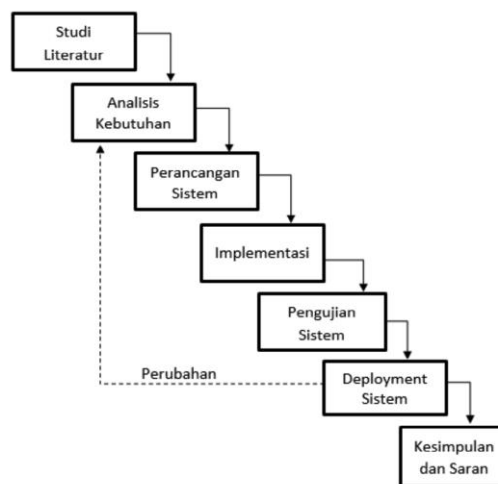 Studi
Literatur
Analisis
Kebutuhan
Perancangan
Sistem
Implementasi
Pengujian
Sistem
Perubahan
Deployment
Sistem
Kesimpulan
dan Saran